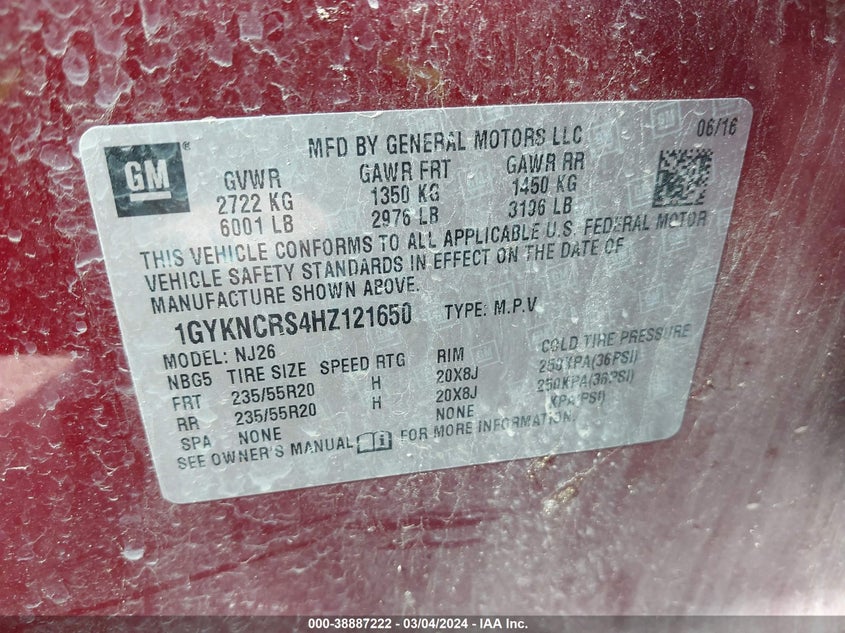 GM®
MFD BY GENERAL MOTORS LLC 06/16
GVWR GAWR FRT GAWR RR
2722 KG 1350 KG 1450 KG
6001 LB 2976 LB 3196 LB
THIS VEHICLE CONFORMS TO ALL APPLICABLE U.S. FEDERAL MOTOR
VEHICLE SAFETY STANDARDS IN EFFECT ON THE DATE OF
MANUFACTURE SHOWN ABOVE.
1GYKNCRS4HZ121650 TYPE: M.P.V
MODEL: NJ26
NBG5 TIRE SIZE SPEED RTG RIM COLD TIRE PRESSURE
FRT 235/55R20 H 20X8J 250KPA(36PSI)
RR 235/55R20 H 20X8J 250KPA(36PSI)
SPA NONE NONE KPA(PSI)
SEE OWNER'S MANUAL FOR MORE INFORMATION.
000-38887222 - 03/04/2024 - IAA Inc.